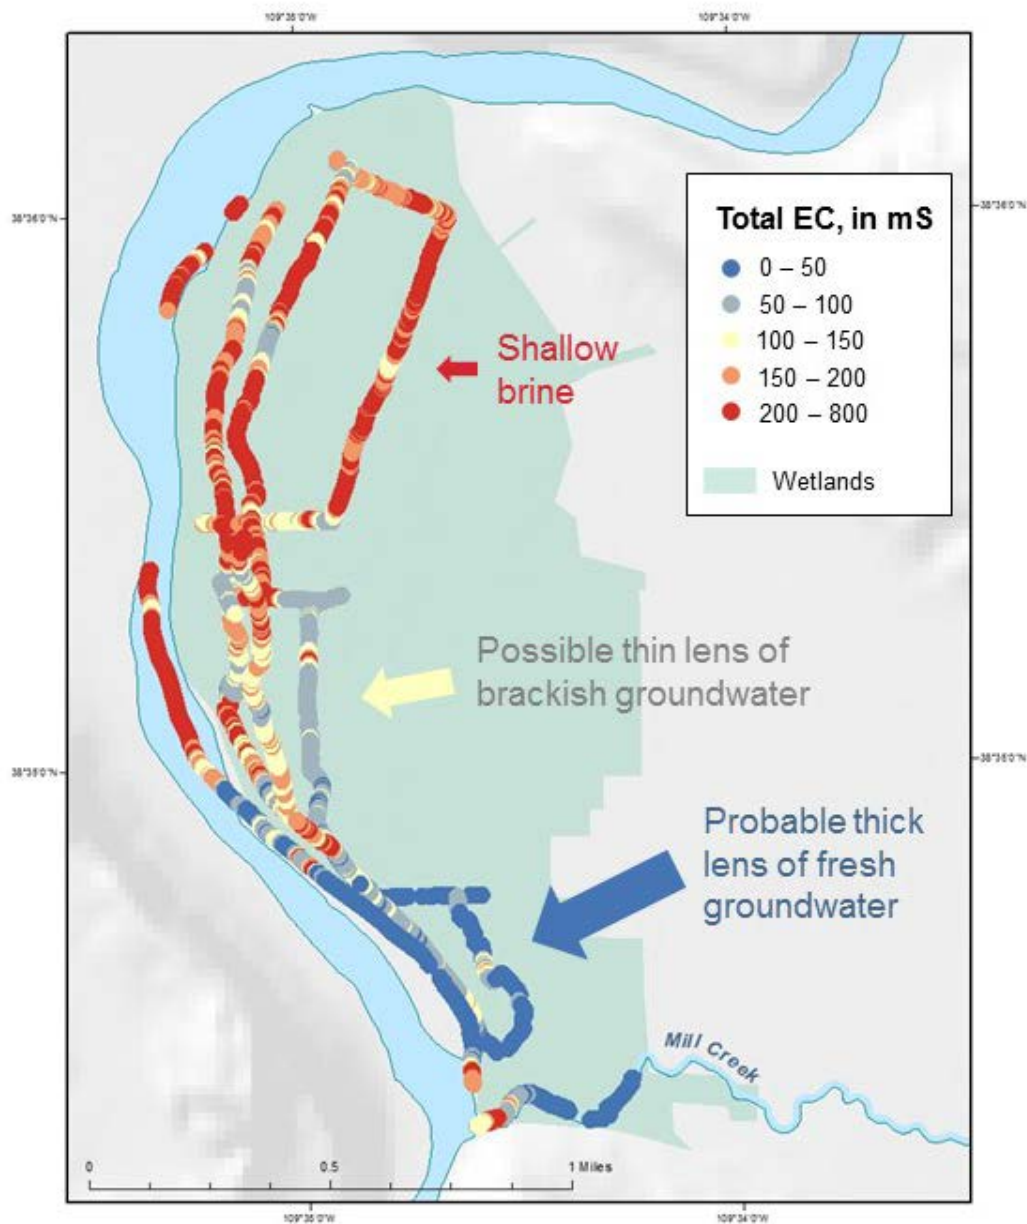 109°35'0"W
109°34'0"W
38°36'0"N
38°36'0"N
Total EC, in mS
0 – 50
50 – 100
100 – 150
150 – 200
200 – 800
Wetlands
Shallow
brine
Possible thin lens of
brackish groundwater
38°35'0"N
38°35'0"N
Probable thick
lens of fresh
groundwater
Mill Creek
0
0.5
1 Miles
109°35'0"W
109°34'0"W